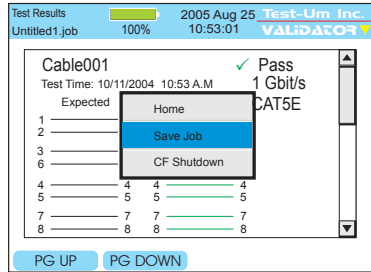 Test Results 2005 Aug 25 Test-Um Inc.
Untitled1.job 100% 10:53:01 VALIDATOR
Cable001 ✓ Pass
Test Time: 10/11/2004 10:53 A.M 1 Gbit/s
Expected CAT5E
Home
Save Job
CF Shutdown
1
2
3
6
4 4 4 4
5 5 5 5
7 7 7 7
8 8 8 8
PG UP PG DOWN